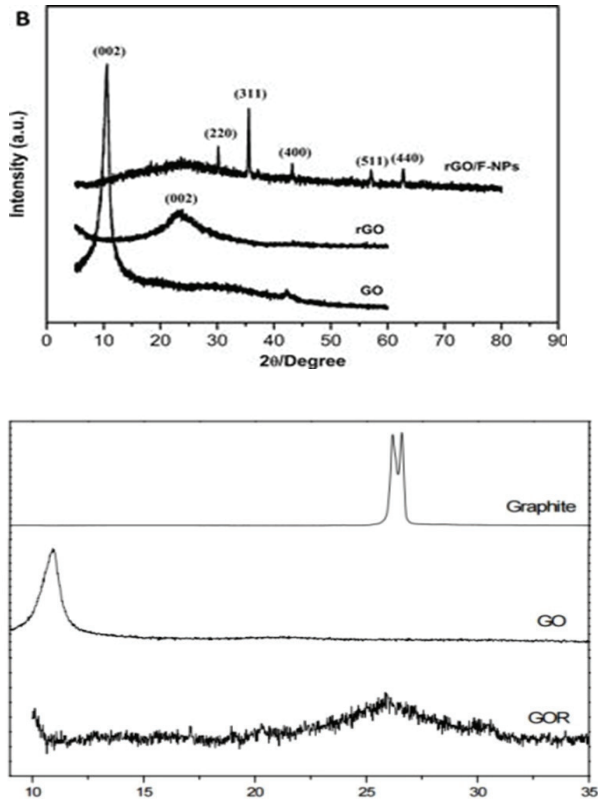 B
(002)
(311)
(220)
(400)
(511) (440)
rGO/F-NPs
(002)
rGO
GO
Intensity (a.u.)
0 10 20 30 40 50 60 70 80 90
2θ/Degree
Graphite
GO
GOR
10 15 20 25 30 35